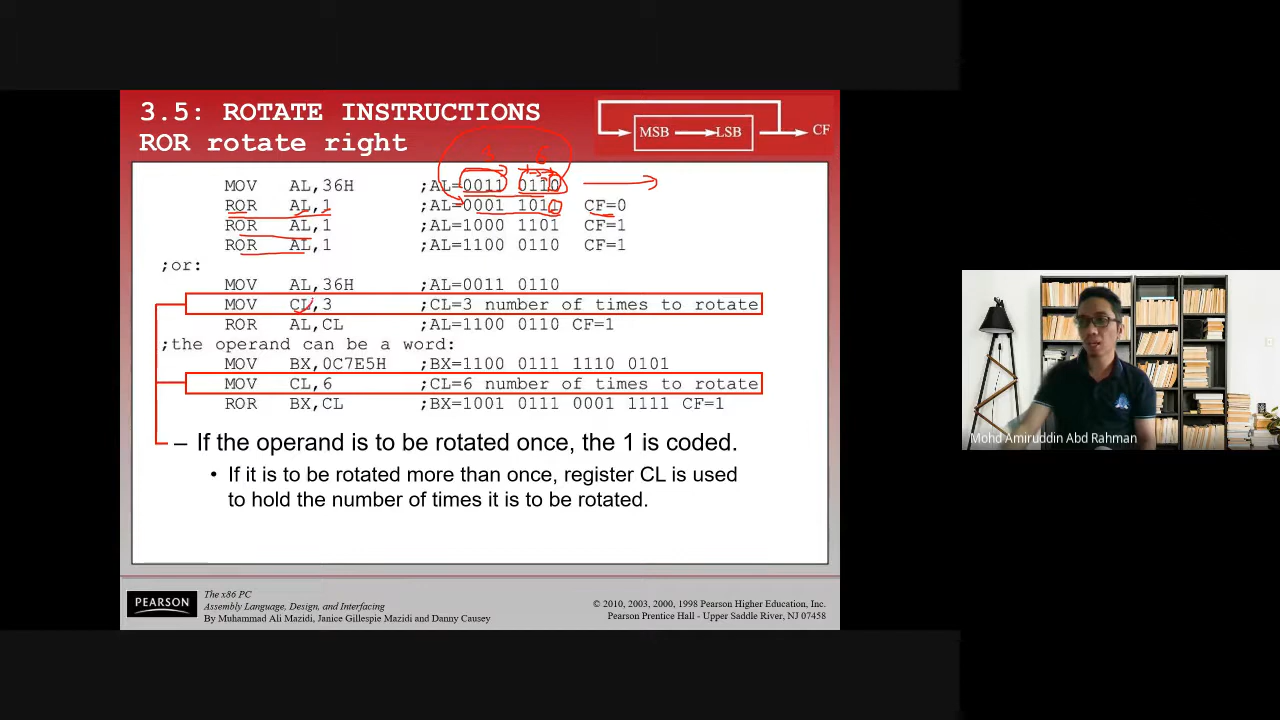 3.5: ROTATE INSTRUCTIONS
ROR rotate right
MSB LSB CF
MOV AL,36H ;AL=0011 0110
ROR AL,1 ;AL=0001 1011 CF=0
ROR AL,1 ;AL=1000 1101 CF=1
ROR AL,1 ;AL=1100 0110 CF=1
;or:
MOV AL,36H ;AL=0011 0110
MOV CL,3 ;CL=3 number of times to rotate
ROR AL,CL ;AL=1100 0110 CF=1
;the operand can be a word:
MOV BX,0C7E5H ;BX=1100 0111 1110 0101
MOV CL,6 ;CL=6 number of times to rotate
ROR BX,CL ;BX=1001 0111 0001 1111 CF=1
– If the operand is to be rotated once, the 1 is coded.
• If it is to be rotated more than once, register CL is used
to hold the number of times it is to be rotated.
PEARSON
The x86 PC
Assembly Language, Design, and Interfacing
By Muhammad Ali Mazidi, Janice Gillespie Mazidi and Danny Causey
© 2010, 2003, 2000, 1998 Pearson Higher Education, Inc.
Pearson Prentice Hall - Upper Saddle River, NJ 07458
Mohd Amiruddin Abd Rahman